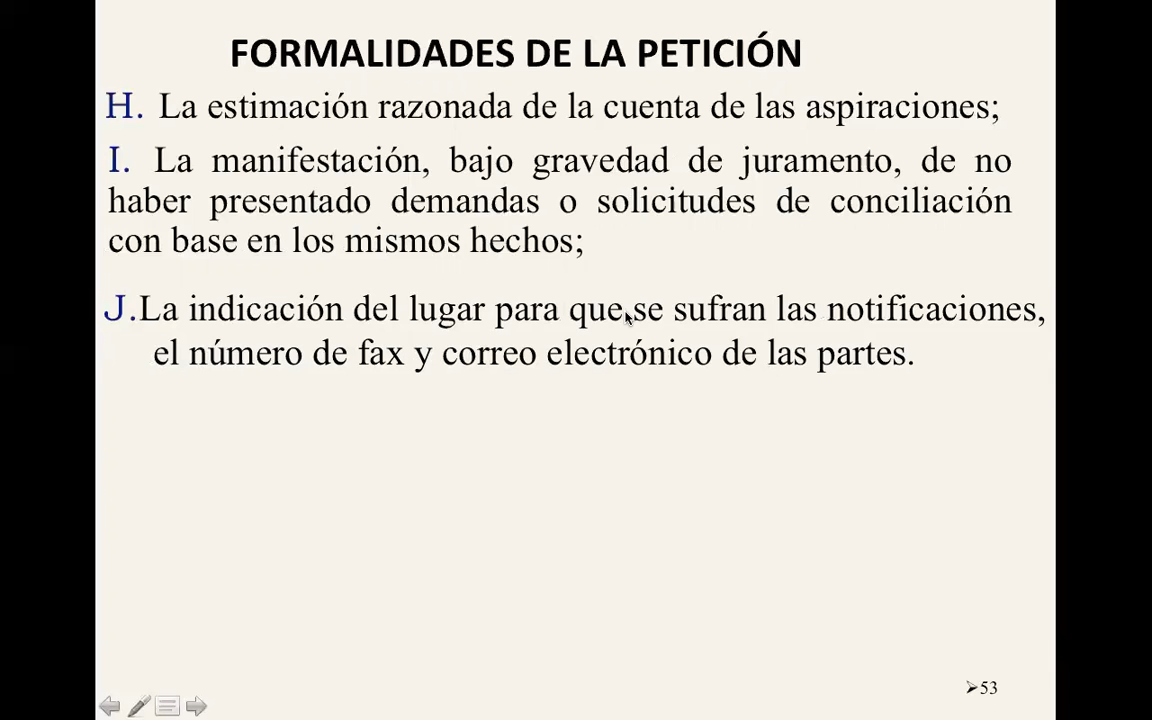 FORMALIDADES DE LA PETICIÓN
H. La estimación razonada de la cuenta de las aspiraciones;
I. La manifestación, bajo gravedad de juramento, de no
haber presentado demandas o solicitudes de conciliación
con base en los mismos hechos;
J.La indicación del lugar para que se sufran las notificaciones,
el número de fax y correo electrónico de las partes.
➢53